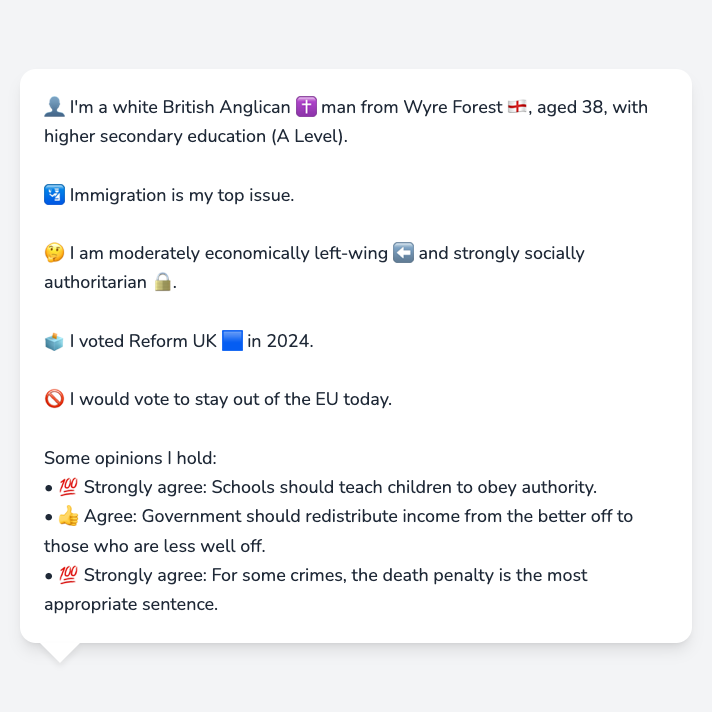 👤 I'm a white British Anglican ✝️ man from Wyre Forest 🏴󠁧󠁢󠁥󠁮󠁧󠁿, aged 38, with
higher secondary education (A Level).
🛂 Immigration is my top issue.
🤔 I am moderately economically left-wing ⬅️ and strongly socially
authoritarian 🔒.
🗳️ I voted Reform UK 🟦 in 2024.
🚫 I would vote to stay out of the EU today.
Some opinions I hold:
• 💯 Strongly agree: Schools should teach children to obey authority.
• 👍 Agree: Government should redistribute income from the better off to
those who are less well off.
• 💯 Strongly agree: For some crimes, the death penalty is the most
appropriate sentence.